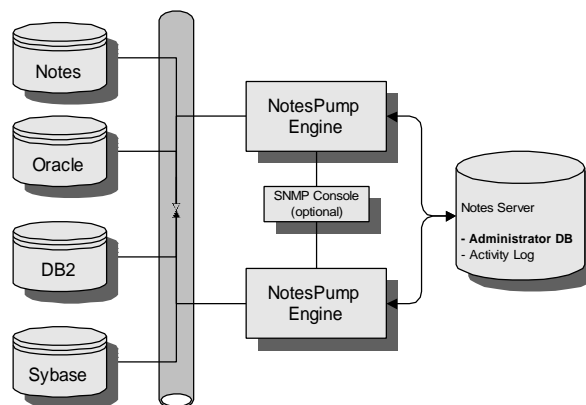 Notes
Oracle
DB2
Sybase
NotesPump
Engine
SNMP Console
(optional)
NotesPump
Engine
Notes Server
- Administrator DB
- Activity Log